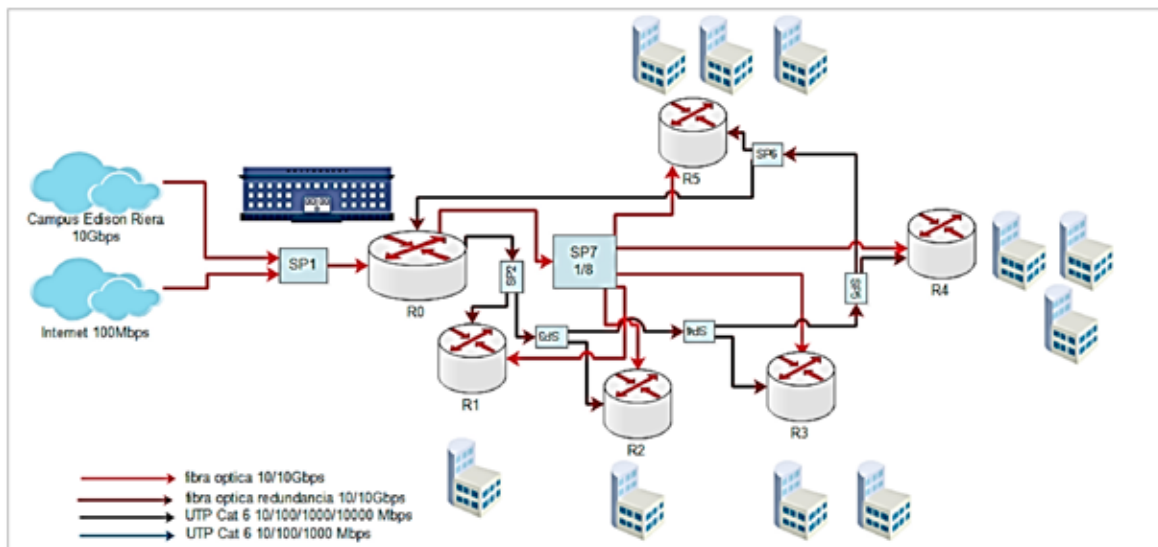 Campus Edison Riera
10Gbps
Internet 100Mbps
SP1
R0
SP2
R1
SP3
R2
SP7
1/8
SP4
R3
SP5
R4
SP6
R5
fibra optica 10/10Gbps
fibra optica redundancia 10/10Gbps
UTP Cat 6 10/100/1000/10000 Mbps
UTP Cat 6 10/100/1000 Mbps